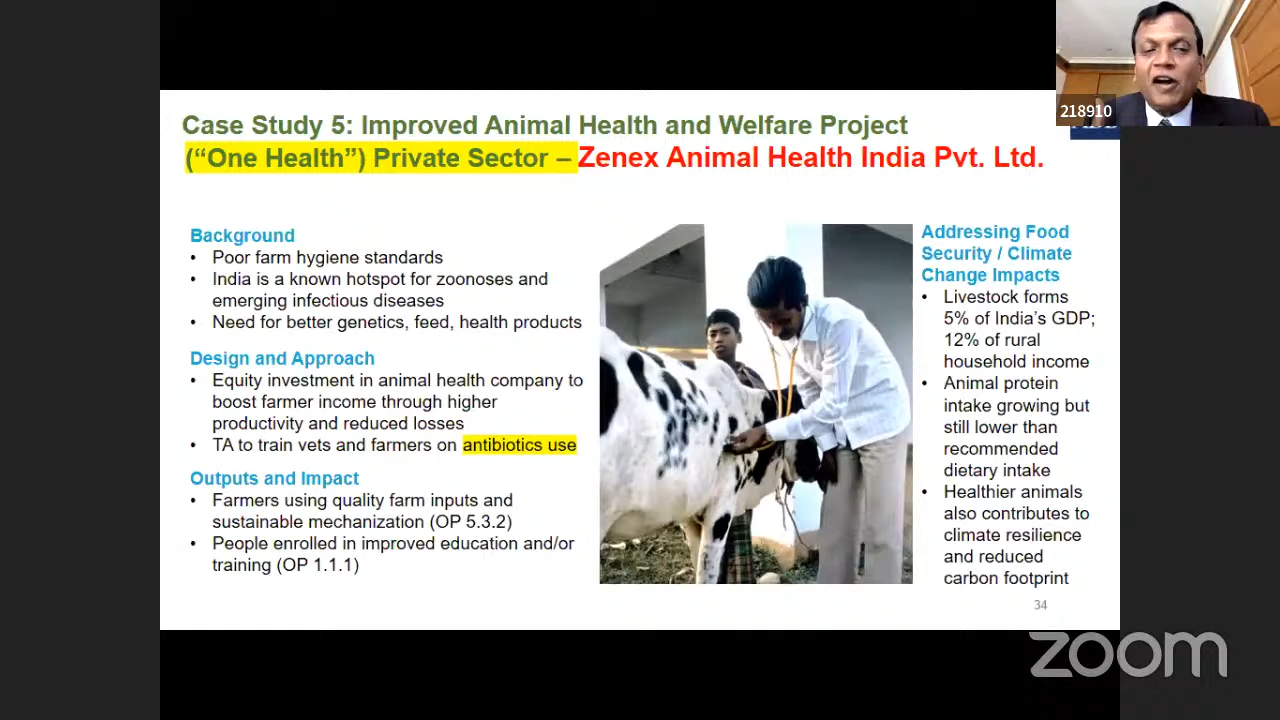 218910
Case Study 5: Improved Animal Health and Welfare Project
(“One Health”) Private Sector – Zenex Animal Health India Pvt. Ltd.
Background
• Poor farm hygiene standards
• India is a known hotspot for zoonoses and
emerging infectious diseases
• Need for better genetics, feed, health products
Design and Approach
• Equity investment in animal health company to
boost farmer income through higher
productivity and reduced losses
• TA to train vets and farmers on antibiotics use
Outputs and Impact
• Farmers using quality farm inputs and
sustainable mechanization (OP 5.3.2)
• People enrolled in improved education and/or
training (OP 1.1.1)
Addressing Food
Security / Climate
Change Impacts
• Livestock forms
5% of India’s GDP;
12% of rural
household income
• Animal protein
intake growing but
still lower than
recommended
dietary intake
• Healthier animals
also contributes to
climate resilience
and reduced
carbon footprint
34
zoom